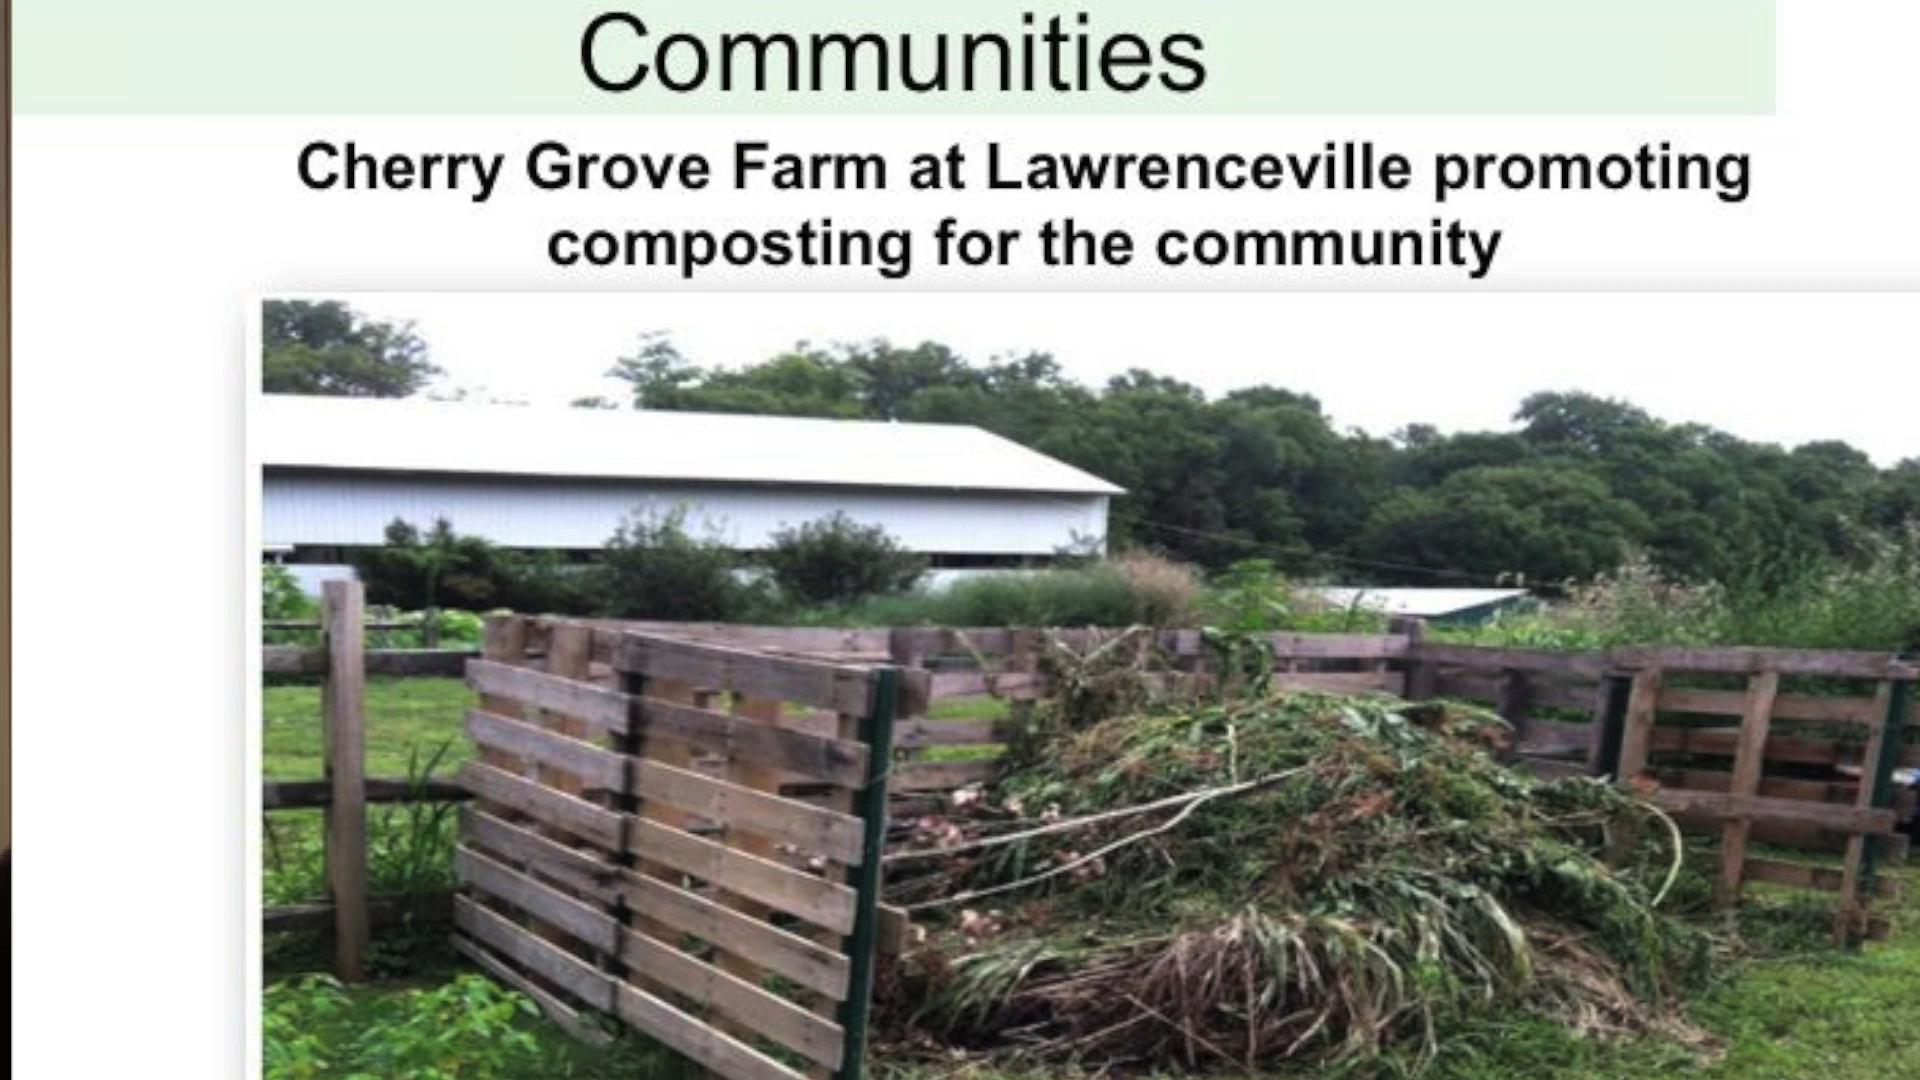 Communities
Cherry Grove Farm at Lawrenceville promoting
composting for the community